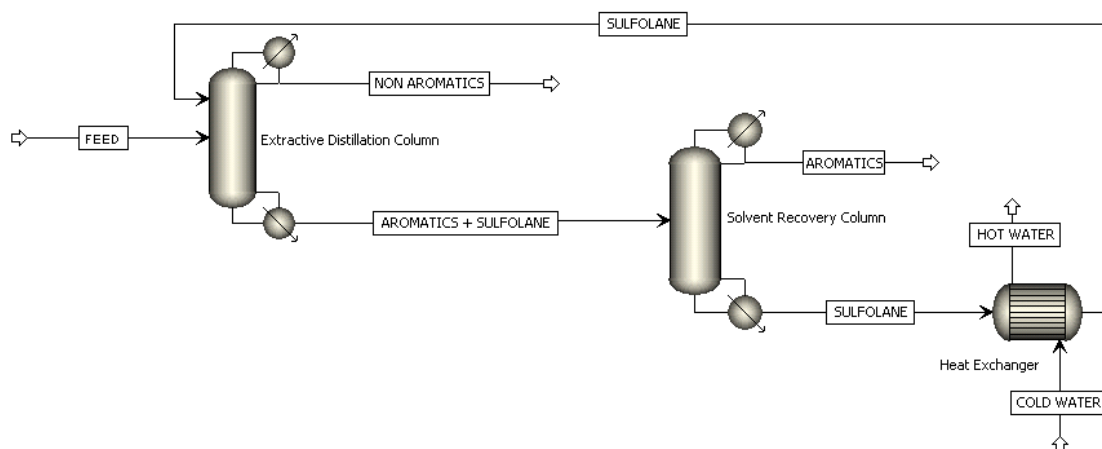 SULFOLANE
NON AROMATICS
FEED
Extractive Distillation Column
AROMATICS
AROMATICS + SULFOLANE
Solvent Recovery Column
HOT WATER
SULFOLANE
Heat Exchanger
COLD WATER